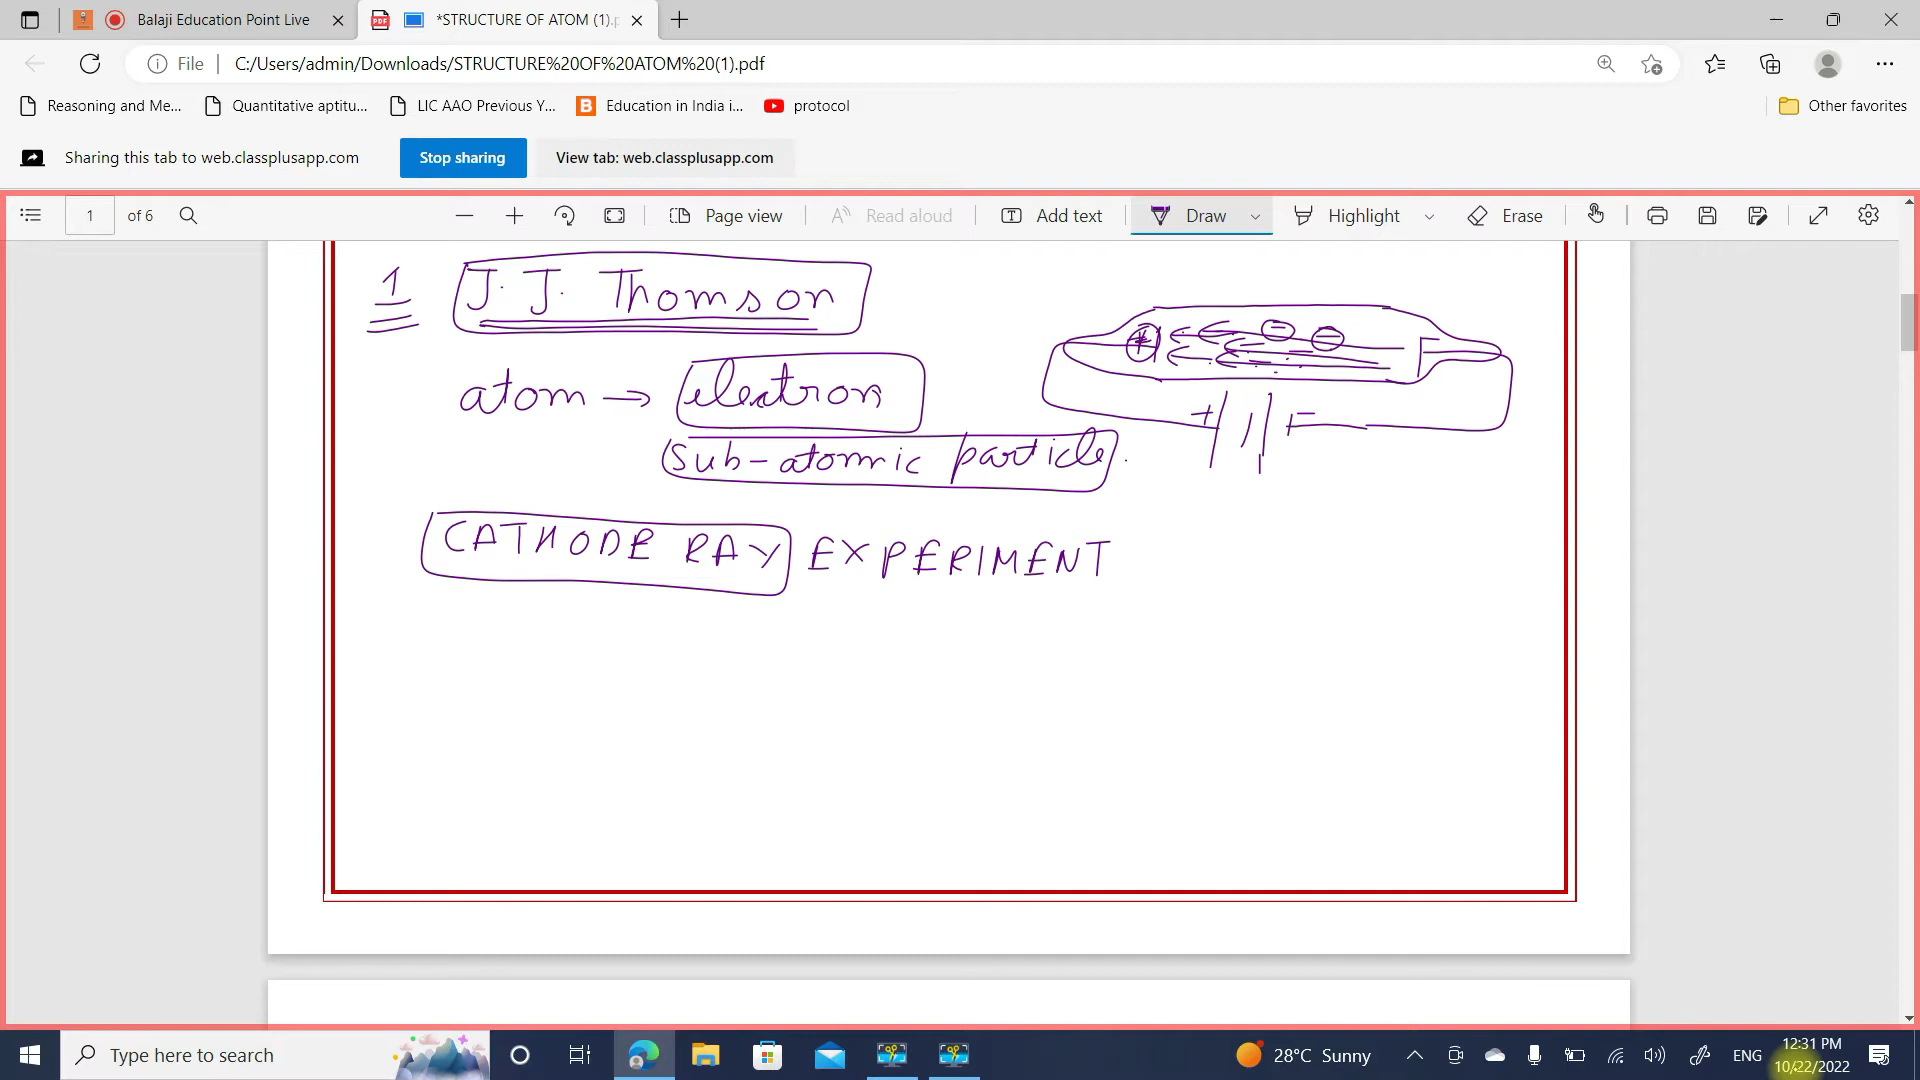 Balaji Education Point Live
*STRUCTURE OF ATOM (1).p
File
C:/Users/admin/Downloads/STRUCTURE%20OF%20ATOM%20(1).pdf
Reasoning and Me...
Quantitative aptitu...
LIC AAO Previous Y...
Education in India i...
protocol
Other favorites
Sharing this tab to web.classplusapp.com
Stop sharing
View tab: web.classplusapp.com
1 of 6
Page view
Read aloud
Add text
Draw
Highlight
Erase
1 J. J. Thomson
atom → electron
sub-atomic particle.
+ −
CATHODE RAY EXPERIMENT
Type here to search
28°C Sunny
ENG
12:31 PM
10/22/2022